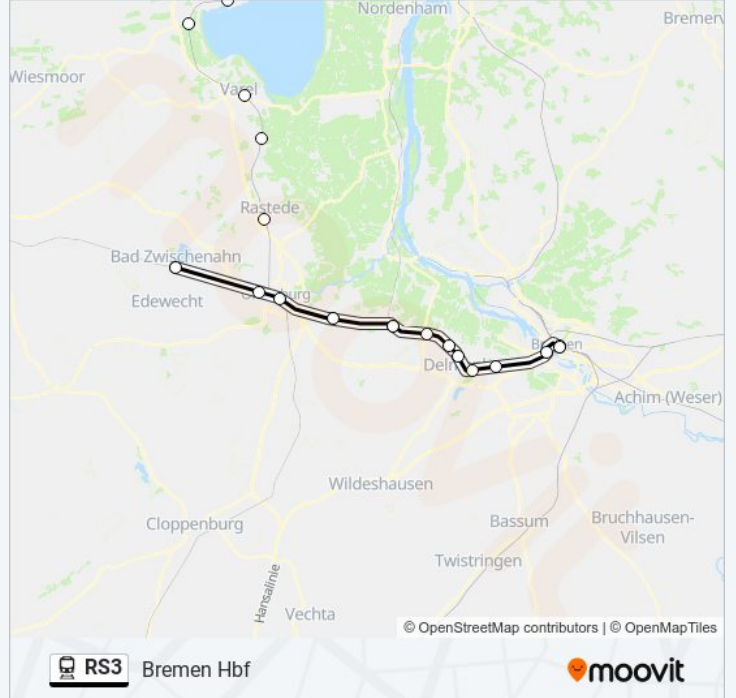 Nordenham
Wiesmoor
Varel
Rastede
Bad Zwischenahn
Edewecht
Achim (Weser)
Wildeshausen
Cloppenburg
Bassum
Bruchhausen-
Vilsen
Twistringen
Hansalinie
Vechta
© OpenStreetMap contributors | © OpenMapTiles
RS3
Bremen Hbf
moovit